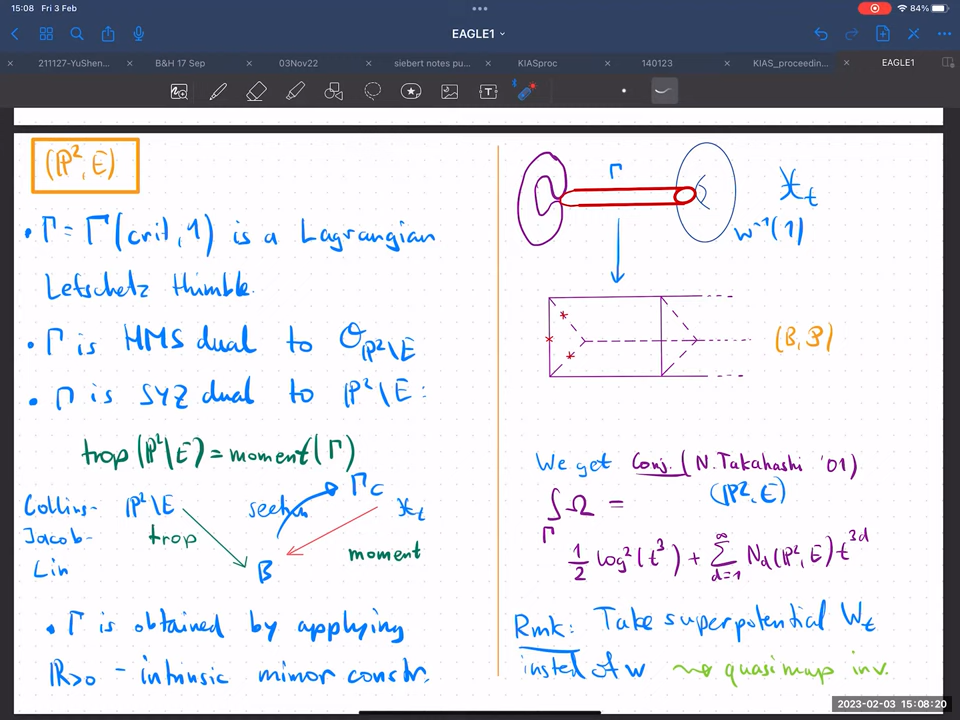 15:08 Fri 3 Feb
84%
EAGLE1
211127-YuShen...
B&H 17 Sep
03Nov22
siebert notes pu...
KIASproc
140123
KIAS_proceedin...
EAGLE1
(ℙ², E)
• Γ = Γ(crit, 1) is a Lagrangian
Lefschetz thimble.
• Γ is HMS dual to 𝒪_{ℙ²\E}
• Γ is SYZ dual to ℙ²\E :
trop(ℙ²\E) = moment(Γ)
Collins-
Jacob-
Lin
ℙ²\E
trop
section
Γ ⊂ 𝔛_t
moment
B
• Γ is obtained by applying
ℝ>0 - intrinsic mirror constr.
Γ
𝔛_t
w⁻¹(1)
(B, 𝒫)
We get Conj. (N. Takahashi '01)
(ℙ², E)
∫_Γ Ω =
½ log²(t³) + ∑_{d=1}^∞ N_d(ℙ², E) t^{3d}
Rmk: Take superpotential W_t
insted of w ⇝ quasimap inv.
2023-02-03 15:08:20